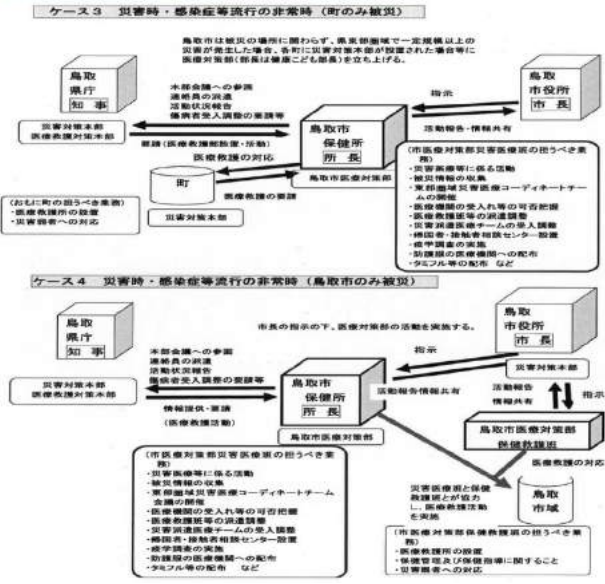 ケース３　災害時・感染症等流行の非常時（町のみ被災）
鳥取市は被災の場所に関わらず、県東部圏域で一定規模以上の
災害が発生した場合、各町に災害対策本部が設置された場合等に
医療対策部（部長は健康こども部長）を立ち上げる。
鳥取
県庁
知事
災害対策本部
医療救護対策本部
本部会議への参画
連絡員の派遣
活動状況報告
傷病者受入調整の要請等
要請（医療救護部設置・活動）
鳥取市
保健所
所長
鳥取市医療対策部
鳥取
市役所
市長
指示
活動報告・情報共有
医療救護の対応
医療救護の要請
町
災害対策本部
（おもに町の担うべき業務）
・医療救護所の設置
・災害弱者への対応
（市医療対策部災害医療班の担うべき業
務）
・災害医療等に係る活動
・被災情報の収集
・東部圏域災害医療コーディネートチー
ムの開催
・医療機関の受入れ等の可否把握
・医療救護班等の派遣調整
・災害派遣医療チームの受入調整
・帰国者・接触者相談センター設置
・疫学調査の実施
・防護服の医療機関への配布
・タミフル等の配布　など
ケース４　災害時・感染症等流行の非常時（鳥取市のみ被災）
市長の指示の下、医療対策部の活動を実施する。
鳥取
県庁
知事
災害対策本部
医療救護対策本部
本部会議への参画
連絡員の派遣
活動状況報告
傷病者受入調整の要請等
情報提供・要請
（医療救護活動）
鳥取市
保健所
所長
鳥取市医療対策部
鳥取
市役所
市長
災害対策本部
指示
活動報告情報共有
活動報告
情報共有
指示
鳥取市医療対策部
保健救護班
医療救護の対応
鳥取
市域
災害医療班と保健
救護班とが協力
し、医療救護活動
を実施
（市医療対策部災害医療班の担うべき業
務）
・災害医療等に係る活動
・被災情報の収集
・東部圏域災害医療コーディネートチーム
会議の開催
・医療機関の受入れ等の可否把握
・医療救護班等の派遣調整
・災害派遣医療チームの受入調整
・帰国者・接触者相談センター設置
・疫学調査の実施
・防護服の医療機関への配布
・タミフル等の配布　など
（市医療対策部保健救護班の担うべき業
務）
・医療救護所の設置
・保健管理及び保健指導に関すること
・災害弱者への対応